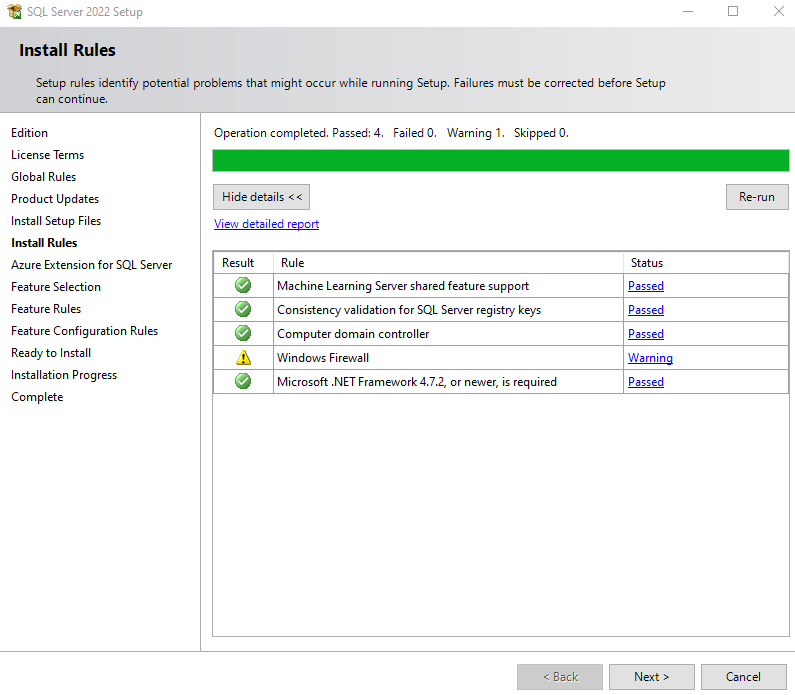 SQL Server 2022 Setup
Install Rules
Setup rules identify potential problems that might occur while running Setup. Failures must be corrected before Setup
can continue.
Edition
License Terms
Global Rules
Product Updates
Install Setup Files
Install Rules
Azure Extension for SQL Server
Feature Selection
Feature Rules
Feature Configuration Rules
Ready to Install
Installation Progress
Complete
Operation completed. Passed: 4. Failed 0. Warning 1. Skipped 0.
Hide details <<
Re-run
View detailed report
Result Rule Status
Machine Learning Server shared feature support Passed
Consistency validation for SQL Server registry keys Passed
Computer domain controller Passed
Windows Firewall Warning
Microsoft .NET Framework 4.7.2, or newer, is required Passed
< Back Next > Cancel